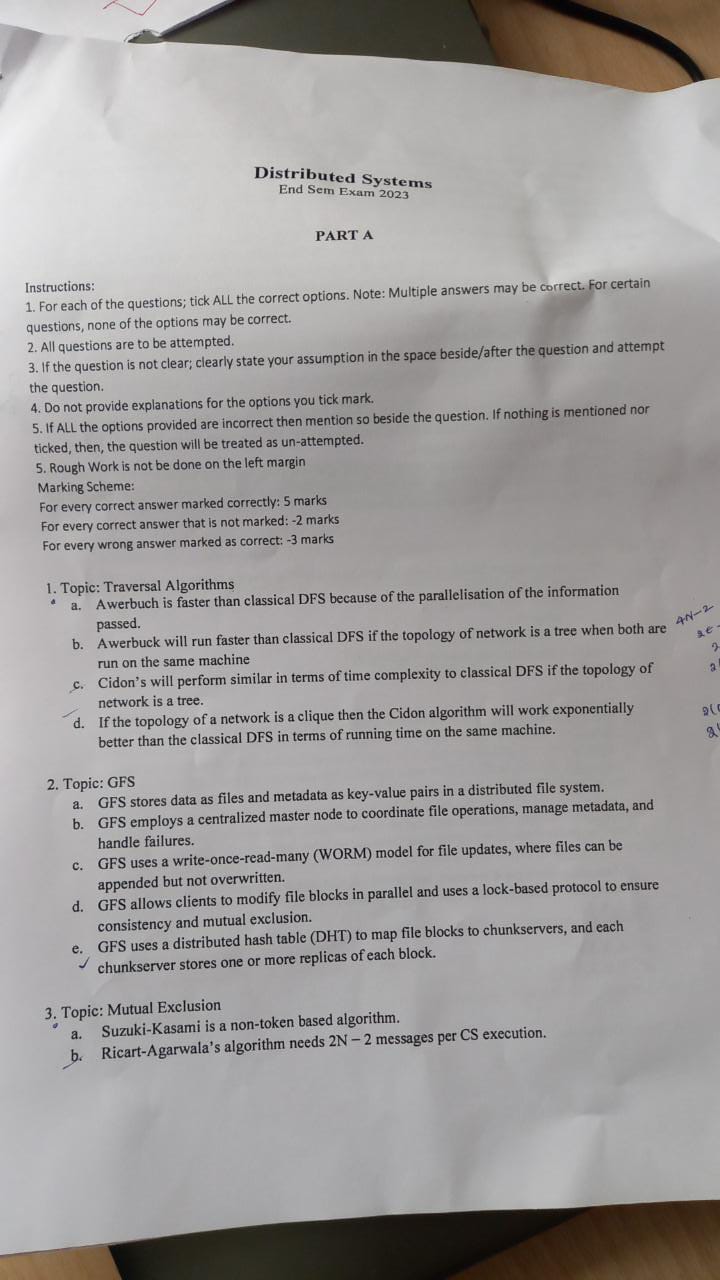 Distributed Systems
End Sem Exam 2023
PART A
Instructions:
1. For each of the questions; tick ALL the correct options. Note: Multiple answers may be correct. For certain
questions, none of the options may be correct.
2. All questions are to be attempted.
3. If the question is not clear; clearly state your assumption in the space beside/after the question and attempt
the question.
4. Do not provide explanations for the options you tick mark.
5. If ALL the options provided are incorrect then mention so beside the question. If nothing is mentioned nor
ticked, then, the question will be treated as un-attempted.
5. Rough Work is not be done on the left margin
Marking Scheme:
For every correct answer marked correctly: 5 marks
For every correct answer that is not marked: -2 marks
For every wrong answer marked as correct: -3 marks
1. Topic: Traversal Algorithms
a. Awerbuch is faster than classical DFS because of the parallelisation of the information
passed.
4N-2
b. Awerbuck will run faster than classical DFS if the topology of network is a tree when both are
run on the same machine
c. Cidon's will perform similar in terms of time complexity to classical DFS if the topology of
network is a tree.
d. If the topology of a network is a clique then the Cidon algorithm will work exponentially
better than the classical DFS in terms of running time on the same machine.
2. Topic: GFS
a. GFS stores data as files and metadata as key-value pairs in a distributed file system.
b. GFS employs a centralized master node to coordinate file operations, manage metadata, and
handle failures.
c. GFS uses a write-once-read-many (WORM) model for file updates, where files can be
appended but not overwritten.
d. GFS allows clients to modify file blocks in parallel and uses a lock-based protocol to ensure
consistency and mutual exclusion.
e. GFS uses a distributed hash table (DHT) to map file blocks to chunkservers, and each
chunkserver stores one or more replicas of each block.
3. Topic: Mutual Exclusion
a. Suzuki-Kasami is a non-token based algorithm.
b. Ricart-Agarwala's algorithm needs 2N – 2 messages per CS execution.